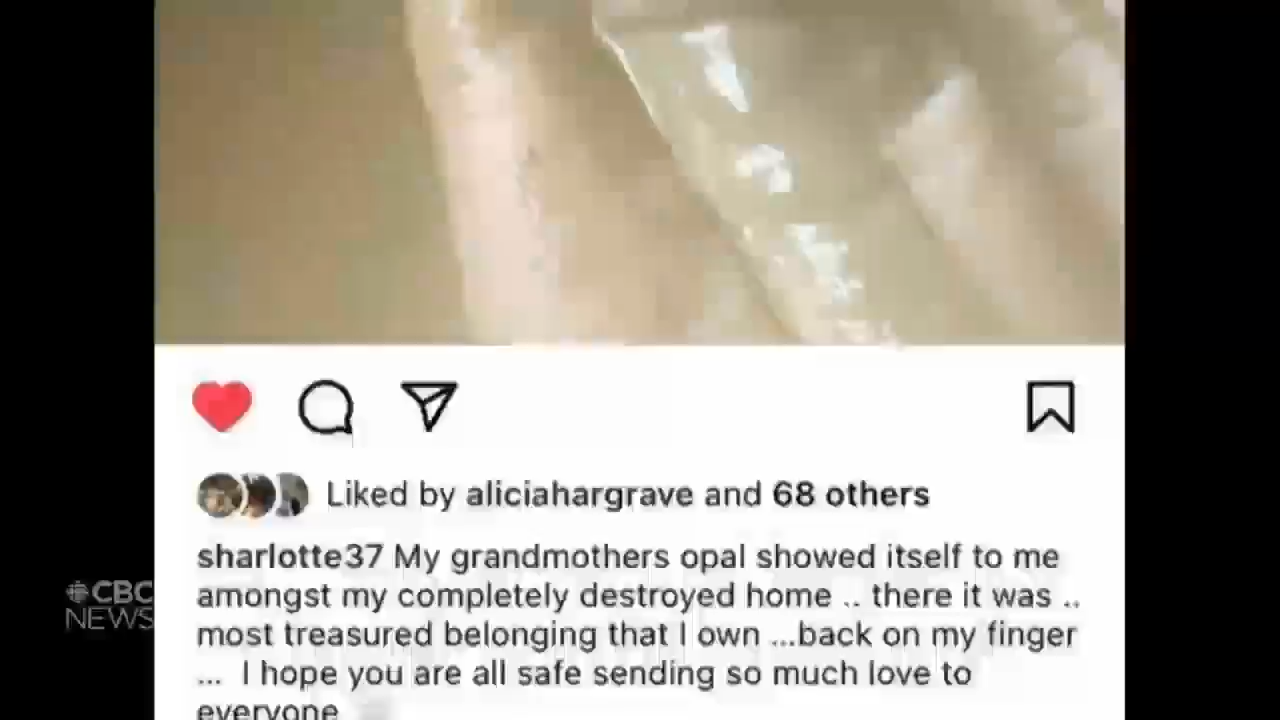 Liked by aliciahargrave and 68 others
sharlotte37 My grandmothers opal showed itself to me
amongst my completely destroyed home .. there it was ..
most treasured belonging that I own ...back on my finger
... I hope you are all safe sending so much love to
everyone
CBC
NEWS